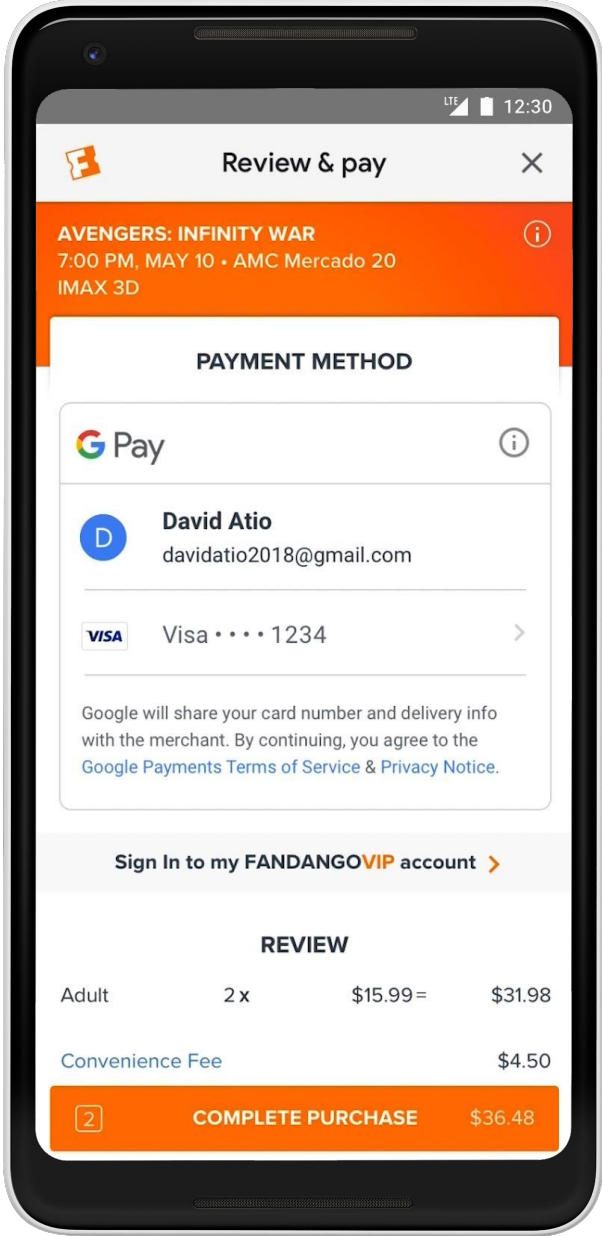 LTE 12:30
F Review & pay
AVENGERS: INFINITY WAR
7:00 PM, MAY 10 • AMC Mercado 20
IMAX 3D
PAYMENT METHOD
G Pay
David Atio
D
davidatio2018@gmail.com
VISA Visa •••• 1234
Google will share your card number and delivery info
with the merchant. By continuing, you agree to the
Google Payments Terms of Service & Privacy Notice.
Sign In to my FANDANGOVIP account
REVIEW
Adult 2 x $15.99 = $31.98
Convenience Fee $4.50
2 COMPLETE PURCHASE $36.48